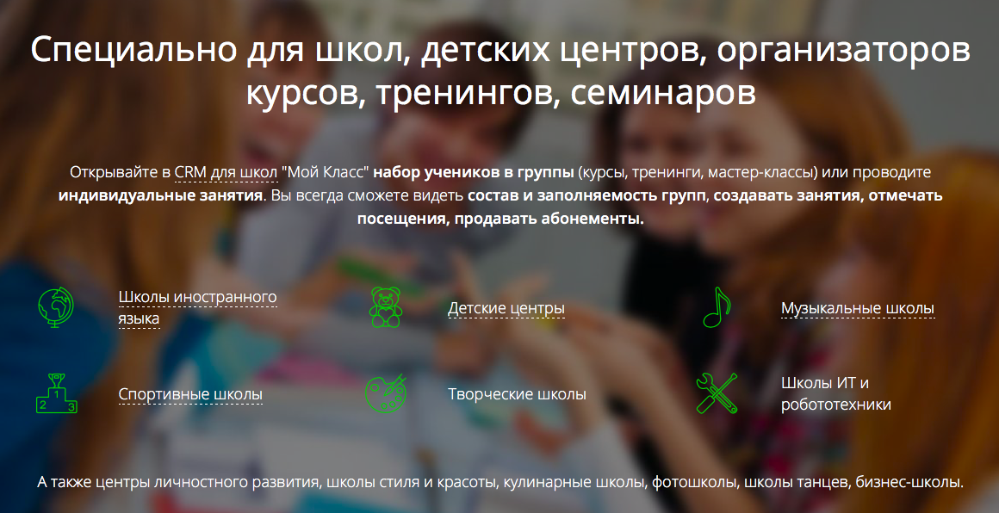 Специально для школ, детских центров, организаторов
курсов, тренингов, семинаров
Открывайте в CRM для школ "Мой Класс" набор учеников в группы (курсы, тренинги, мастер-классы) или проводите
индивидуальные занятия. Вы всегда сможете видеть состав и заполняемость групп, создавать занятия, отмечать
посещения, продавать абонементы.
Школы иностранного
языка
Детские центры
Музыкальные школы
1
2
3
Спортивные школы
Творческие школы
Школы ИТ и
робототехники
А также центры личностного развития, школы стиля и красоты, кулинарные школы, фотошколы, школы танцев, бизнес-школы.